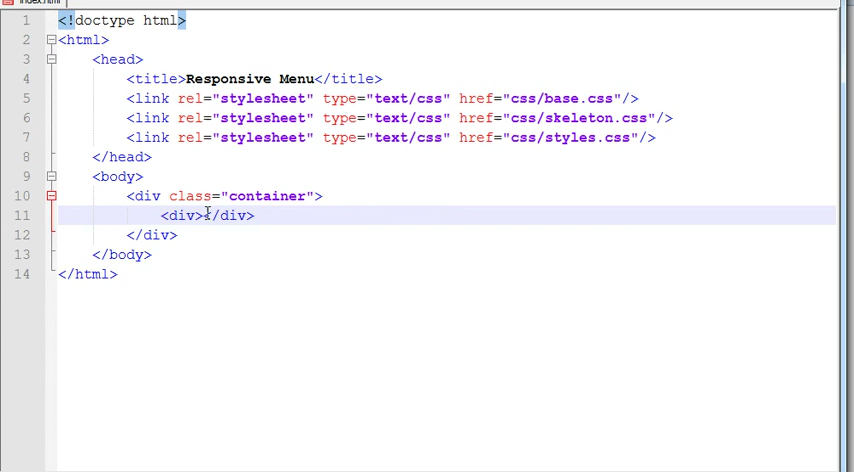 index.html
1 <!doctype html>
2 <html>
3 <head>
4 <title>Responsive Menu</title>
5 <link rel="stylesheet" type="text/css" href="css/base.css"/>
6 <link rel="stylesheet" type="text/css" href="css/skeleton.css"/>
7 <link rel="stylesheet" type="text/css" href="css/styles.css"/>
8 </head>
9 <body>
10 <div class="container">
11 <div></div>
12 </div>
13 </body>
14 </html>